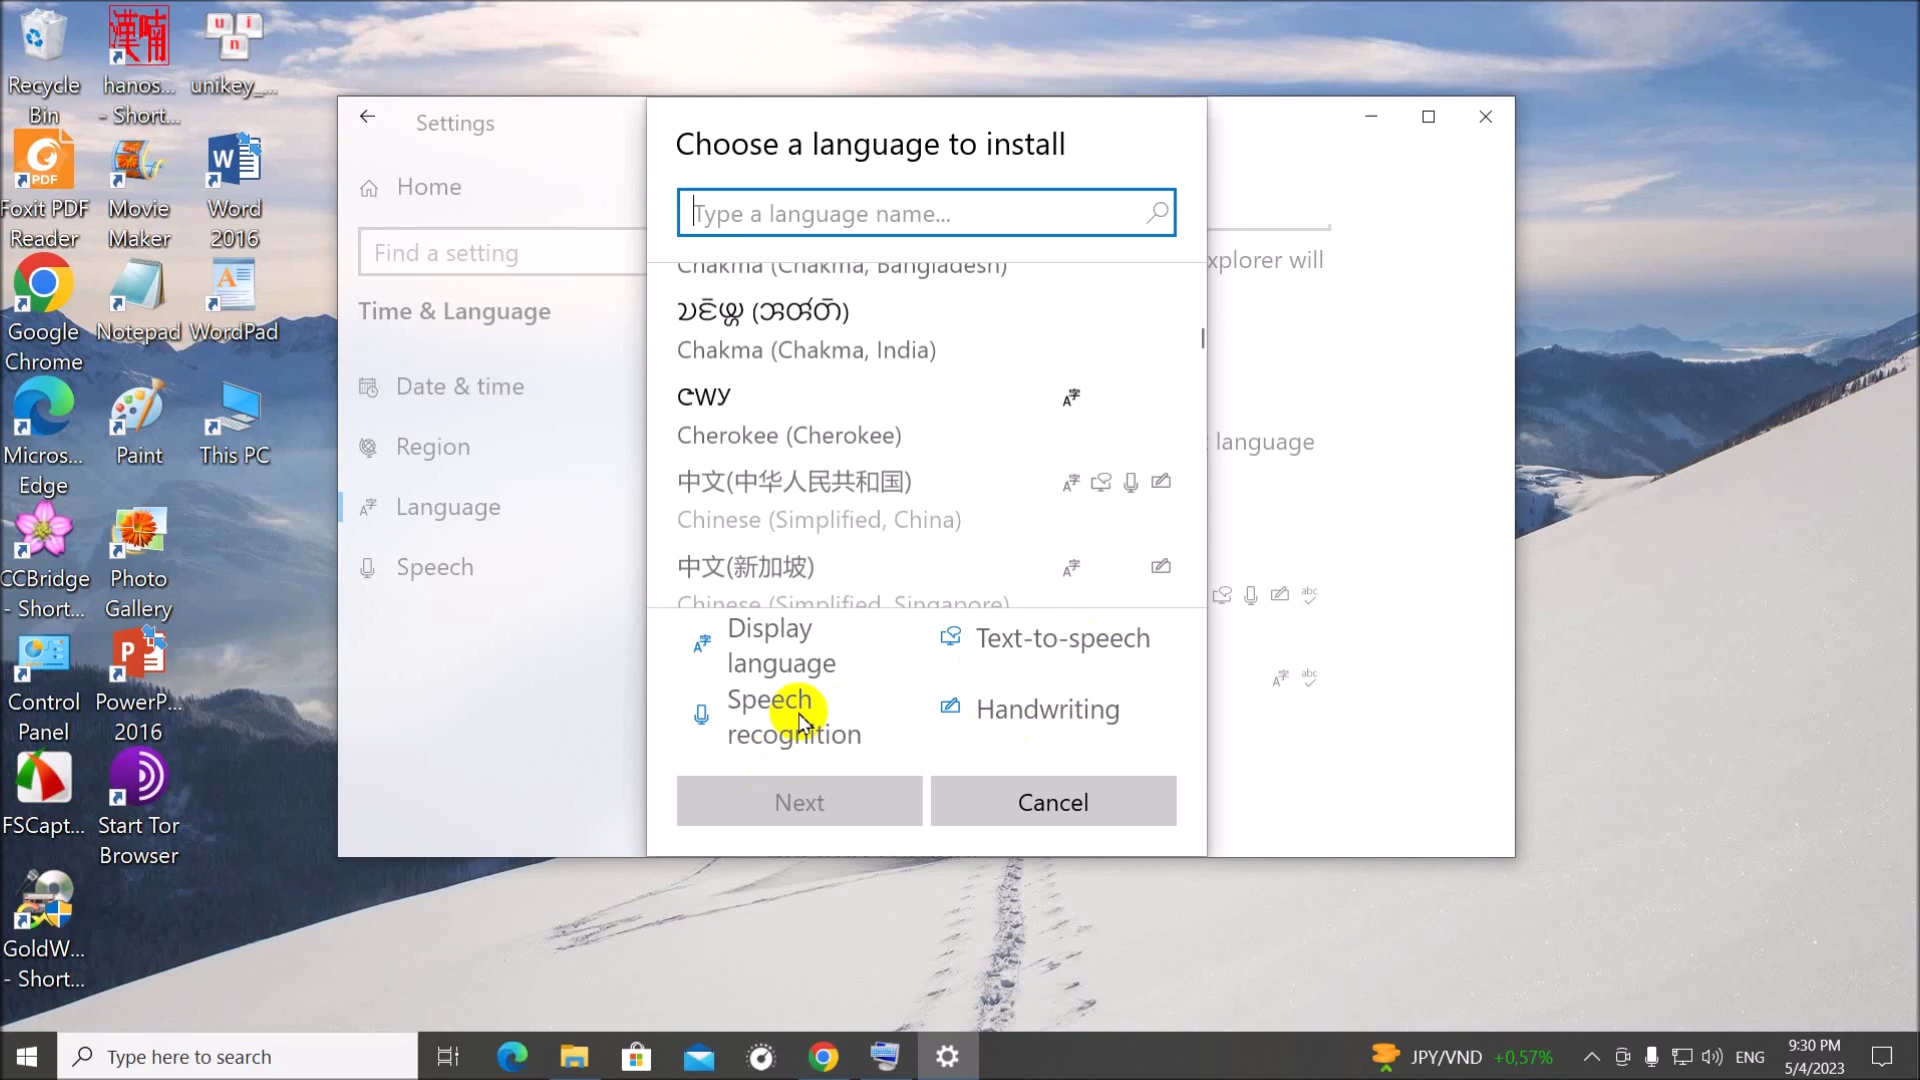 Recycle
Bin
hanos...
- Short...
unikey_...
Foxit PDF
Reader
Movie
Maker
Word
2016
Google
Chrome
Notepad
WordPad
Micros...
Edge
Paint
This PC
CCBridge
- Short...
Photo
Gallery
Control
Panel
PowerP...
2016
FSCapt...
Start Tor
Browser
GoldW...
- Short...
Settings
Home
Find a setting
Time & Language
Date & time
Region
Language
Speech
Choose a language to install
Type a language name...
Chakma (Chakma, Bangladesh)
Chakma (Chakma, India)
ᏣᎳᎩ
Cherokee (Cherokee)
中文(中华人民共和国)
Chinese (Simplified, China)
中文(新加坡)
Chinese (Simplified, Singapore)
Display
language
Text-to-speech
Speech
recognition
Handwriting
Next
Cancel
xplorer will
language
Type here to search
JPY/VND +0,57%
ENG
9:30 PM
5/4/2023